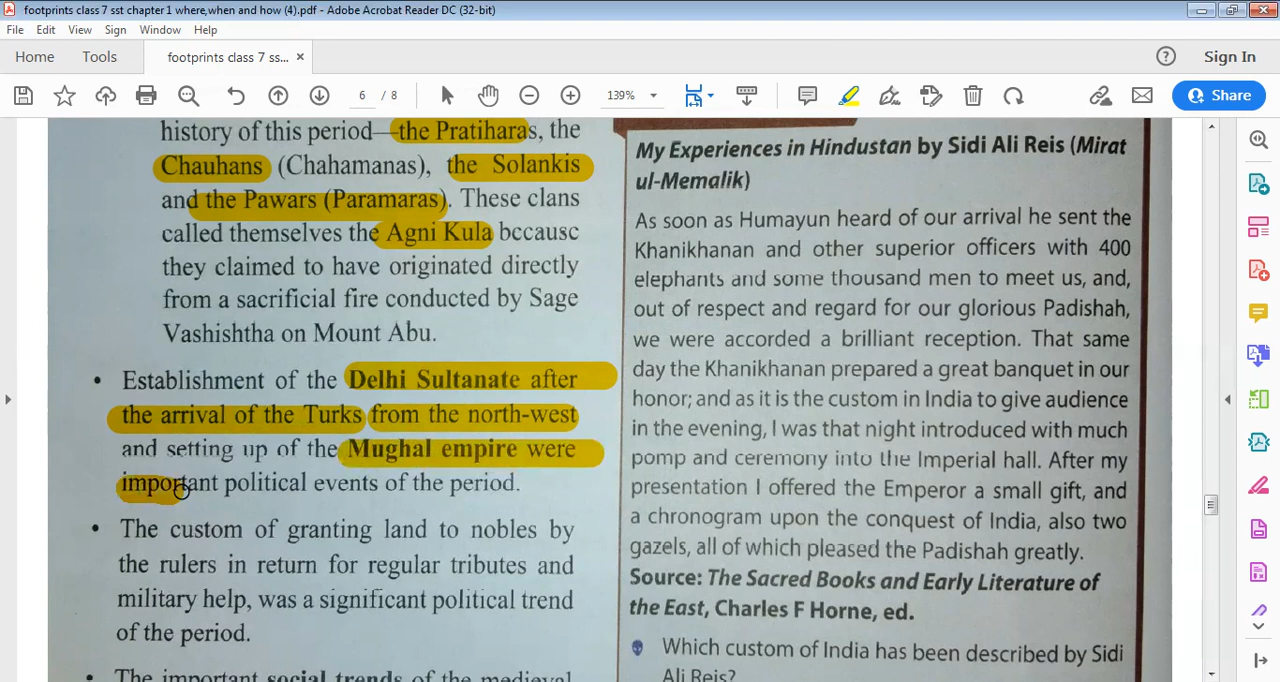 footprints class 7 sst chapter 1 where,when and how (4).pdf - Adobe Acrobat Reader DC (32-bit)
File Edit View Sign Window Help
Home Tools footprints class 7 ss... × Sign In
6 / 8 139% Share
history of this period—the Pratiharas, the
Chauhans (Chahamanas), the Solankis
and the Pawars (Paramaras). These clans
called themselves the Agni Kula because
they claimed to have originated directly
from a sacrificial fire conducted by Sage
Vashishtha on Mount Abu.
• Establishment of the Delhi Sultanate after
the arrival of the Turks from the north-west
and setting up of the Mughal empire were
important political events of the period.
• The custom of granting land to nobles by
the rulers in return for regular tributes and
military help, was a significant political trend
of the period.
• The important social trends of the medieval
My Experiences in Hindustan by Sidi Ali Reis (Mirat
ul-Memalik)
As soon as Humayun heard of our arrival he sent the
Khanikhanan and other superior officers with 400
elephants and some thousand men to meet us, and,
out of respect and regard for our glorious Padishah,
we were accorded a brilliant reception. That same
day the Khanikhanan prepared a great banquet in our
honor; and as it is the custom in India to give audience
in the evening, I was that night introduced with much
pomp and ceremony into the Imperial hall. After my
presentation I offered the Emperor a small gift, and
a chronogram upon the conquest of India, also two
gazels, all of which pleased the Padishah greatly.
Source: The Sacred Books and Early Literature of
the East, Charles F Horne, ed.
Which custom of India has been described by Sidi
Ali Reis?